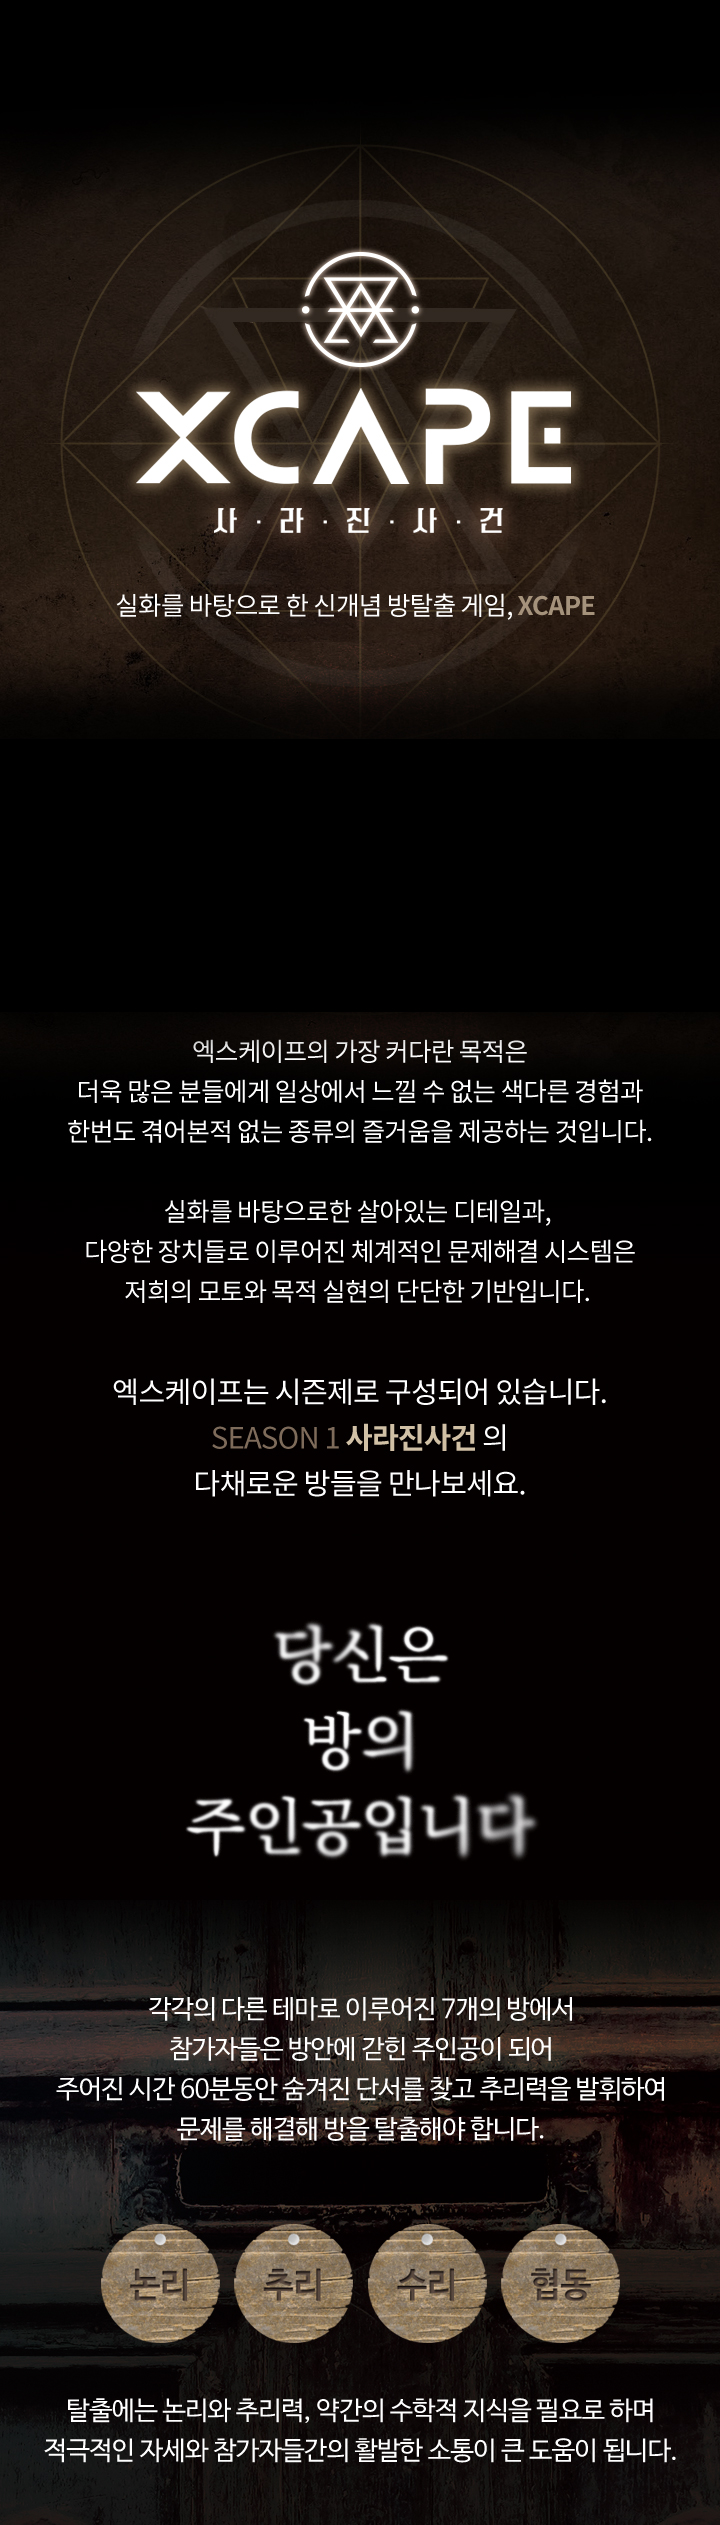 XCAPE
사·라·진·사·건
실화를 바탕으로 한 신개념 방탈출 게임, XCAPE
엑스케이프의 가장 커다란 목적은
더욱 많은 분들에게 일상에서 느낄 수 없는 색다른 경험과
한번도 겪어본적 없는 종류의 즐거움을 제공하는 것입니다.
실화를 바탕으로한 살아있는 디테일과,
다양한 장치들로 이루어진 체계적인 문제해결 시스템은
저희의 모토와 목적 실현의 단단한 기반입니다.
엑스케이프는 시즌제로 구성되어 있습니다.
SEASON 1 사라진사건 의
다채로운 방들을 만나보세요.
당신은
방의
주인공입니다
각각의 다른 테마로 이루어진 7개의 방에서
참가자들은 방안에 갇힌 주인공이 되어
주어진 시간 60분동안 숨겨진 단서를 찾고 추리력을 발휘하여
문제를 해결해 방을 탈출해야 합니다.
논리 추리 수리 협동
탈출에는 논리와 추리력, 약간의 수학적 지식을 필요로 하며
적극적인 자세와 참가자들간의 활발한 소통이 큰 도움이 됩니다.